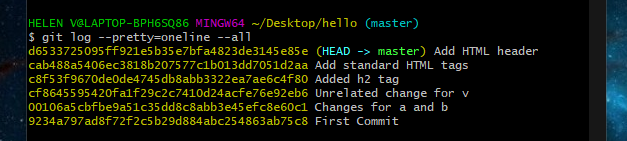 HELEN V@LAPTOP-BPH6SQ86 MINGW64 ~/Desktop/hello (master)
$ git log --pretty=oneline --all
d6533725095ff921e5b35e7bfa4823de3145e85e (HEAD -> master) Add HTML header
cab488a5406ec3818b207577c1b013dd7051d2aa Add standard HTML tags
c8f53f9670de0de4745db8abb3322ea7ae6c4f80 Added h2 tag
cf8645595420fa1f29c2c7410d24acfe76e92eb6 Unrelated change for v
00106a5cbfbe9a51c35dd8c8abb3e45efc8e60c1 Changes for a and b
9234a797ad8f72f2c5b29d884abc254863ab75c8 First Commit